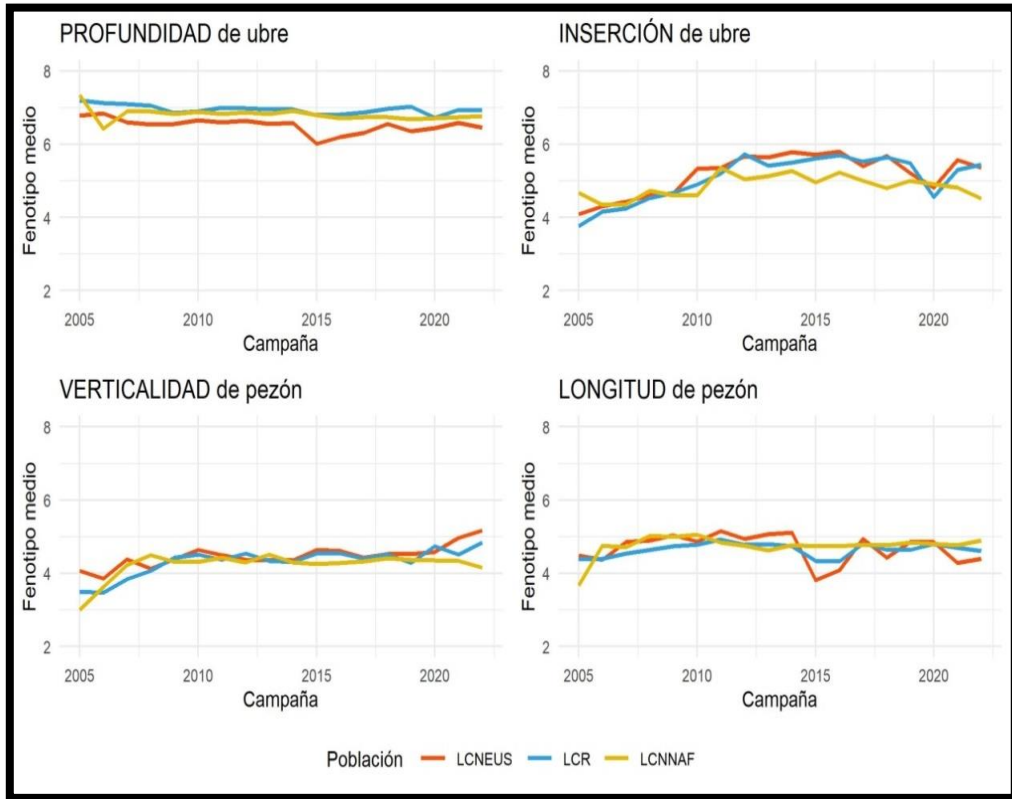 PROFUNDIDAD de ubre
Fenotipo medio
8
6
4
2
2005 2010 2015 2020
Campaña
INSERCIÓN de ubre
Fenotipo medio
8
6
4
2
2005 2010 2015 2020
Campaña
VERTICALIDAD de pezón
Fenotipo medio
8
6
4
2
2005 2010 2015 2020
Campaña
LONGITUD de pezón
Fenotipo medio
8
6
4
2
2005 2010 2015 2020
Campaña
Población LCNEUS LCR LCNNAF